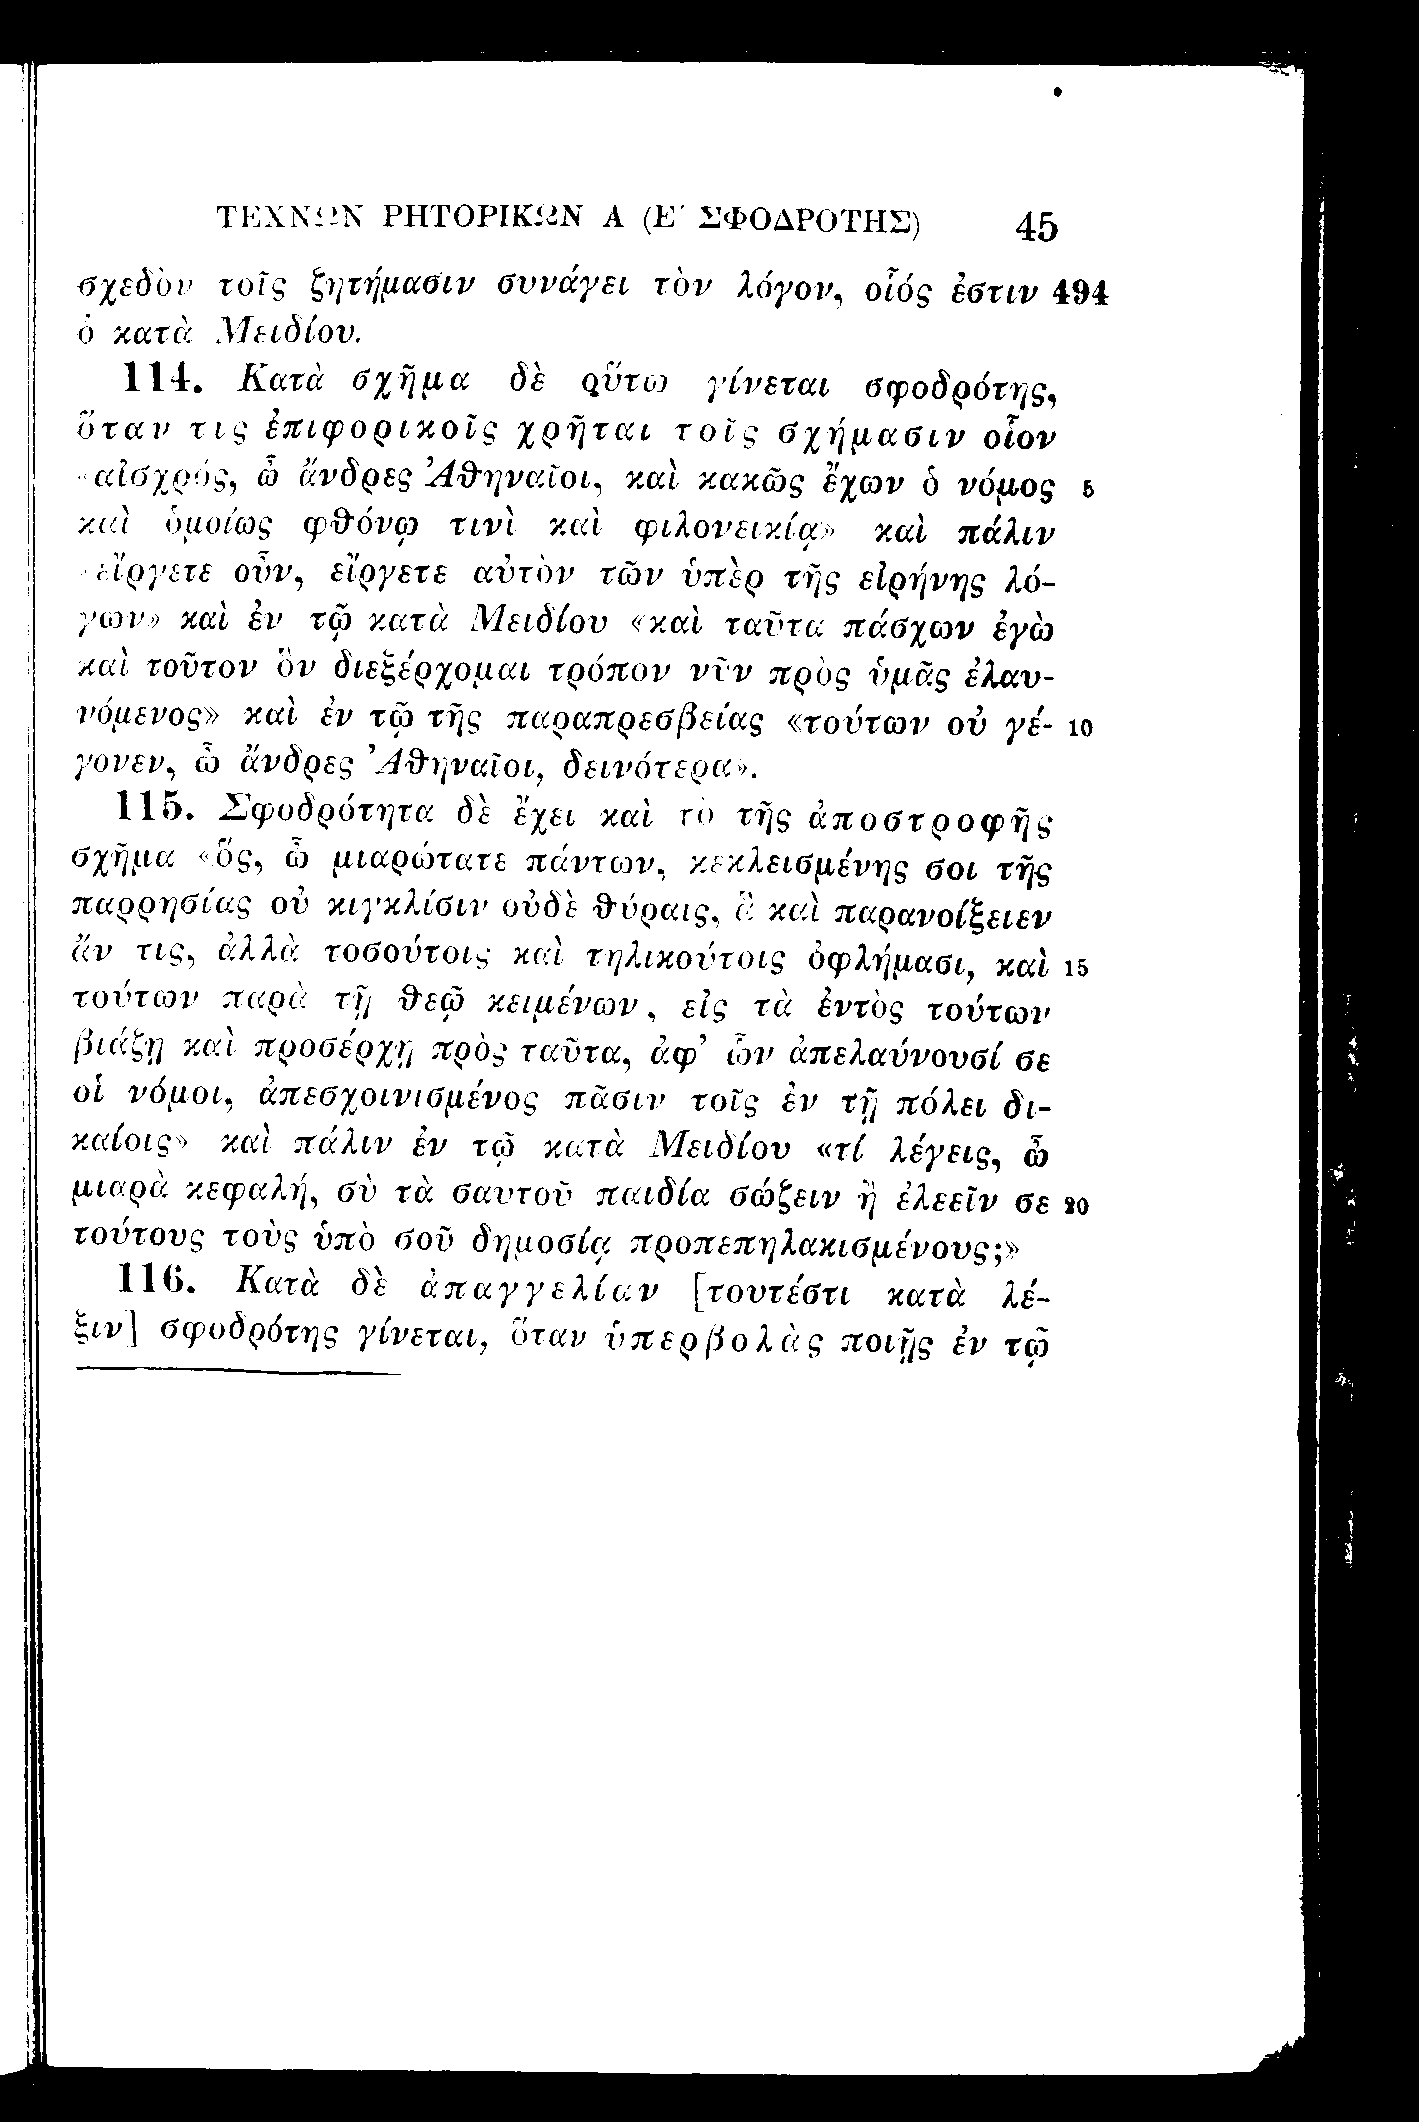 ΤΕΧΝΩΝ ΡΗΤΟΡΙΚΩΝ Α (Ε΄ ΣΦΟΔΡΟΤΗΣ) 45
σχεδὸν τοῖς ζητήμασιν συνάγει τὸν λόγον, οἷός ἐστιν 494
ὁ κατὰ Μειδίου.
114. Κατὰ σχῆμα δὲ οὕτω γίνεται σφοδρότης,
ὅταν τις ἐπιφορικοῖς χρῆται τοῖς σχήμασιν οἷον
«αἰσχρός, ὦ ἄνδρες Ἀθηναῖοι, καὶ κακῶς ἔχων ὁ νόμος 5
καὶ ὁμοίως φθόνῳ τινὶ καὶ φιλονεικίᾳ» καὶ πάλιν
«εἴργετε οὖν, εἴργετε αὐτὸν τῶν ὑπὲρ τῆς εἰρήνης λό-
γων» καὶ ἐν τῷ κατὰ Μειδίου «καὶ ταῦτα πάσχων ἐγὼ
καὶ τοῦτον ὃν διεξέρχομαι τρόπον νῦν πρὸς ὑμᾶς ἐλαυ-
νόμενος» καὶ ἐν τῷ τῆς παραπρεσβείας «τούτων οὐ γέ- 10
γονεν, ὦ ἄνδρες Ἀθηναῖοι, δεινότερα».
115. Σφοδρότητα δὲ ἔχει καὶ τὸ τῆς ἀποστροφῆς
σχῆμα «ὅς, ὦ μιαρώτατε πάντων, κεκλεισμένης σοι τῆς
παρρησίας οὐ κιγκλίσιν οὐδὲ θύραις, ἃ καὶ παρανοίξειεν
ἄν τις, ἀλλὰ τοσούτοις καὶ τηλικούτοις ὀφλήμασι, καὶ 15
τούτων παρὰ τῇ θεῷ κειμένων, εἰς τὰ ἐντὸς τούτων
βιάζῃ καὶ προσέρχῃ πρὸς ταῦτα, ἀφ’ ὧν ἀπελαύνουσί σε
οἱ νόμοι, ἀπεσχοινισμένος πᾶσιν τοῖς ἐν τῇ πόλει δι-
καίοις» καὶ πάλιν ἐν τῷ κατὰ Μειδίου «τί λέγεις, ὦ
μιαρὰ κεφαλή, σὺ τὰ σαυτοῦ παιδία σώζειν ἢ ἐλεεῖν σε 20
τούτους τοὺς ὑπὸ σοῦ δημοσίᾳ προπεπηλακισμένους;»
116. Κατὰ δὲ ἀπαγγελίαν [τουτέστι κατὰ λέ-
ξιν] σφοδρότης γίνεται, ὅταν ὑπερβολὰς ποιῇς ἐν τῷ